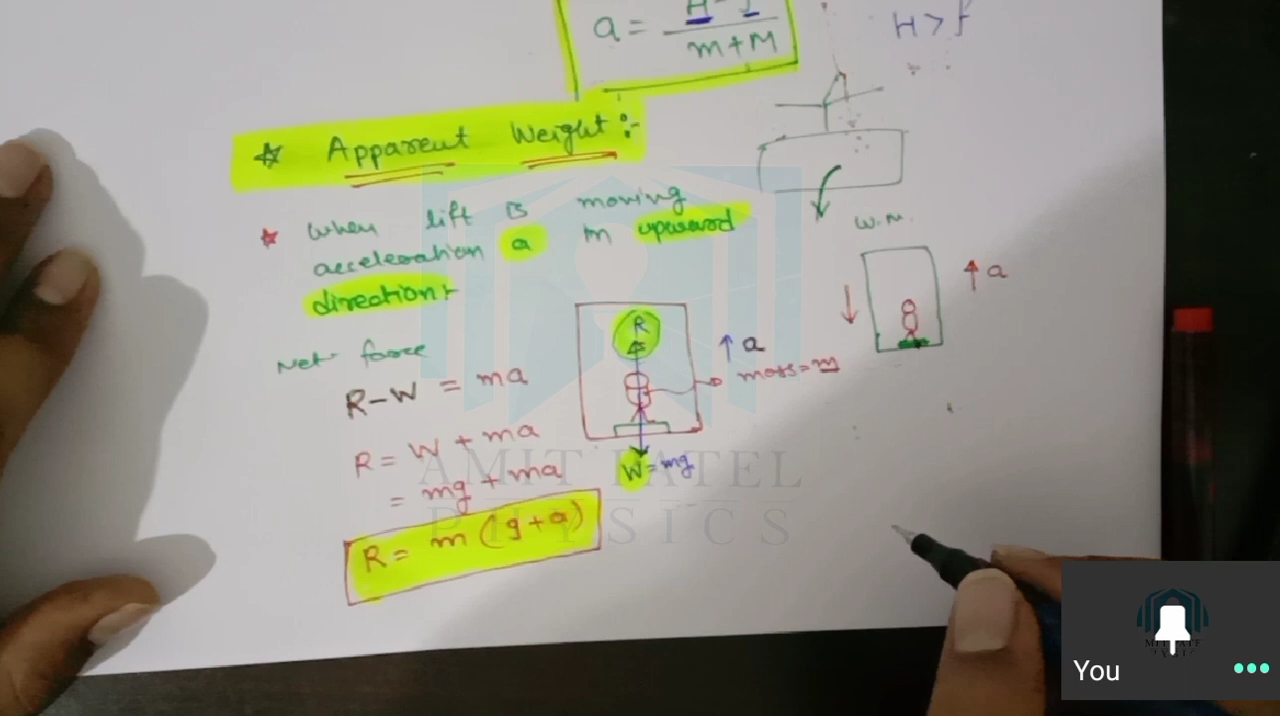 a = H - f
m+M
H > f
☆ Apparent Weight :-
W.M.
★ When lift is moving
acceleration a in upward
direction :-
↑ a
Net force
R
↑ a
R-W = ma
mass = m
R = W + ma
= mg + ma
W = mg
R = m (g+a)
AMIT PATEL
PHYSICS
You